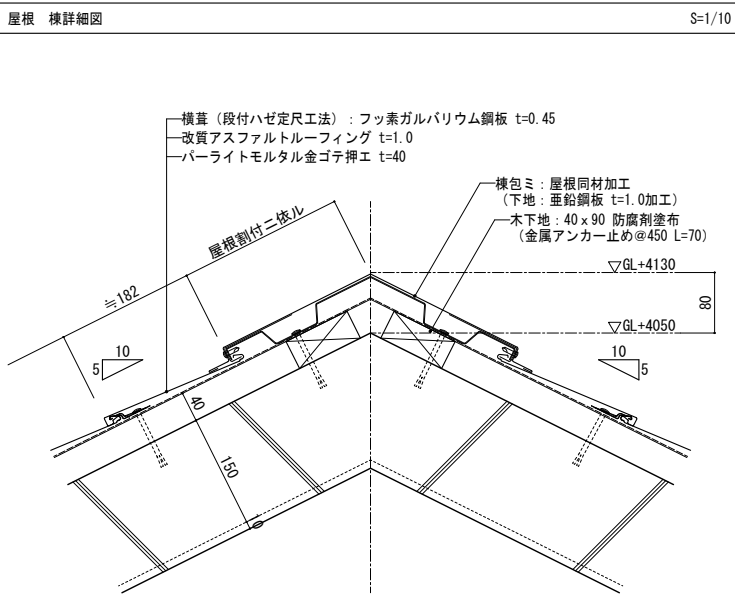 屋根 棟詳細図
S=1/10
横葺（段付ハゼ定尺工法）：フッ素ガルバリウム鋼板 t=0.45
改質アスファルトルーフィング t=1.0
パーライトモルタル金ゴテ押エ t=40
棟包ミ：屋根同材加工
（下地：亜鉛鋼板 t=1.0加工）
木下地：40x90 防腐剤塗布
（金属アンカー止め@450 L=70）
屋根割付ニ依ル
≒182
▽GL+4130
80
▽GL+4050
10
5
10
5
40
150
0